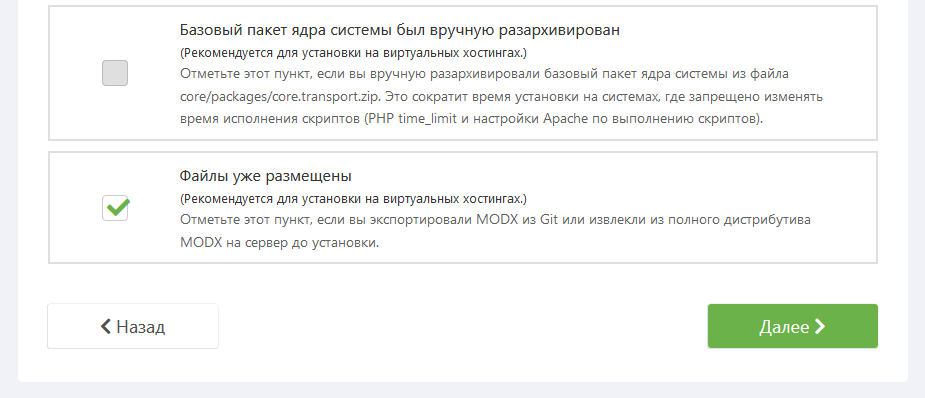 Базовый пакет ядра системы был вручную разархивирован
(Рекомендуется для установки на виртуальных хостингах.)
Отметьте этот пункт, если вы вручную разархивировали базовый пакет ядра системы из файла
core/packages/core.transport.zip. Это сократит время установки на системах, где запрещено изменять
время исполнения скриптов (PHP time_limit и настройки Apache по выполнению скриптов).
Файлы уже размещены
(Рекомендуется для установки на виртуальных хостингах.)
Отметьте этот пункт, если вы экспортировали MODX из Git или извлекли из полного дистрибутива
MODX на сервер до установки.
Назад
Далее